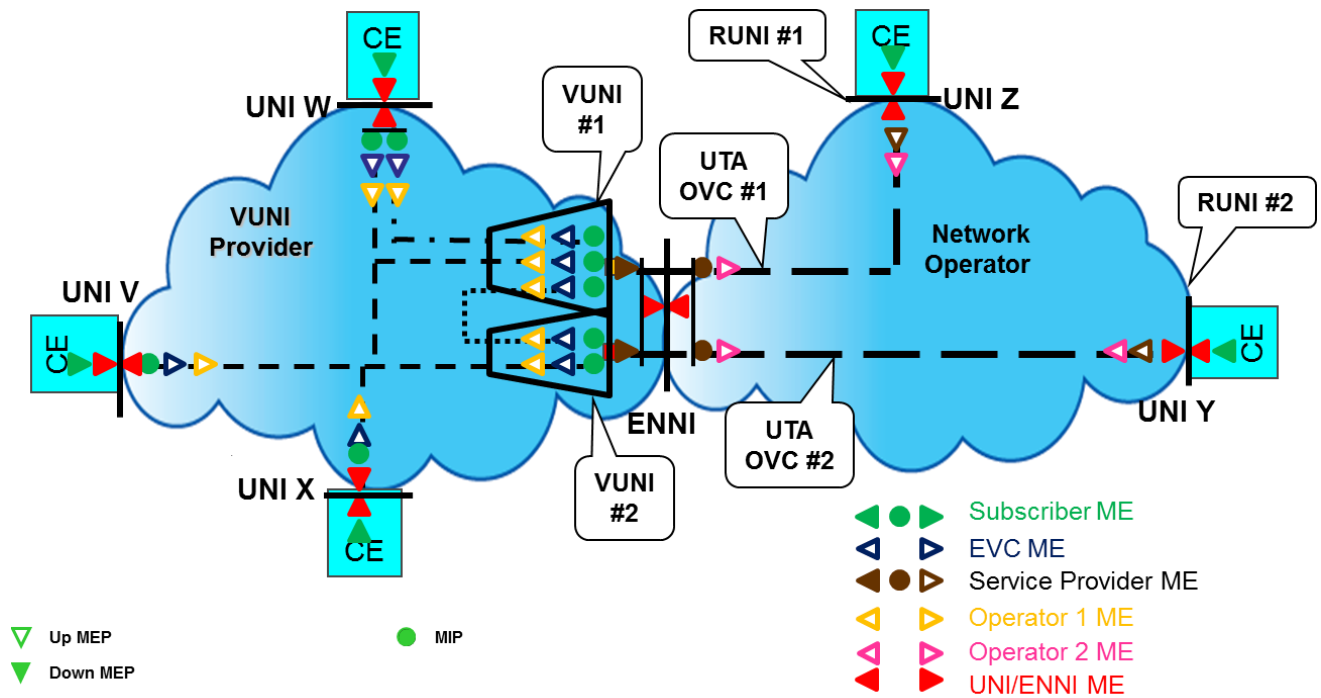 CE
UNI W
VUNI
#1
RUNI #1
CE
UNI Z
UTA
OVC #1
RUNI #2
VUNI
Provider
Network
Operator
UNI V
CE
CE
ENNI
UNI Y
UTA
OVC #2
UNI X
VUNI
#2
CE
Subscriber ME
EVC ME
Service Provider ME
Operator 1 ME
Operator 2 ME
UNI/ENNI ME
Up MEP
MIP
Down MEP